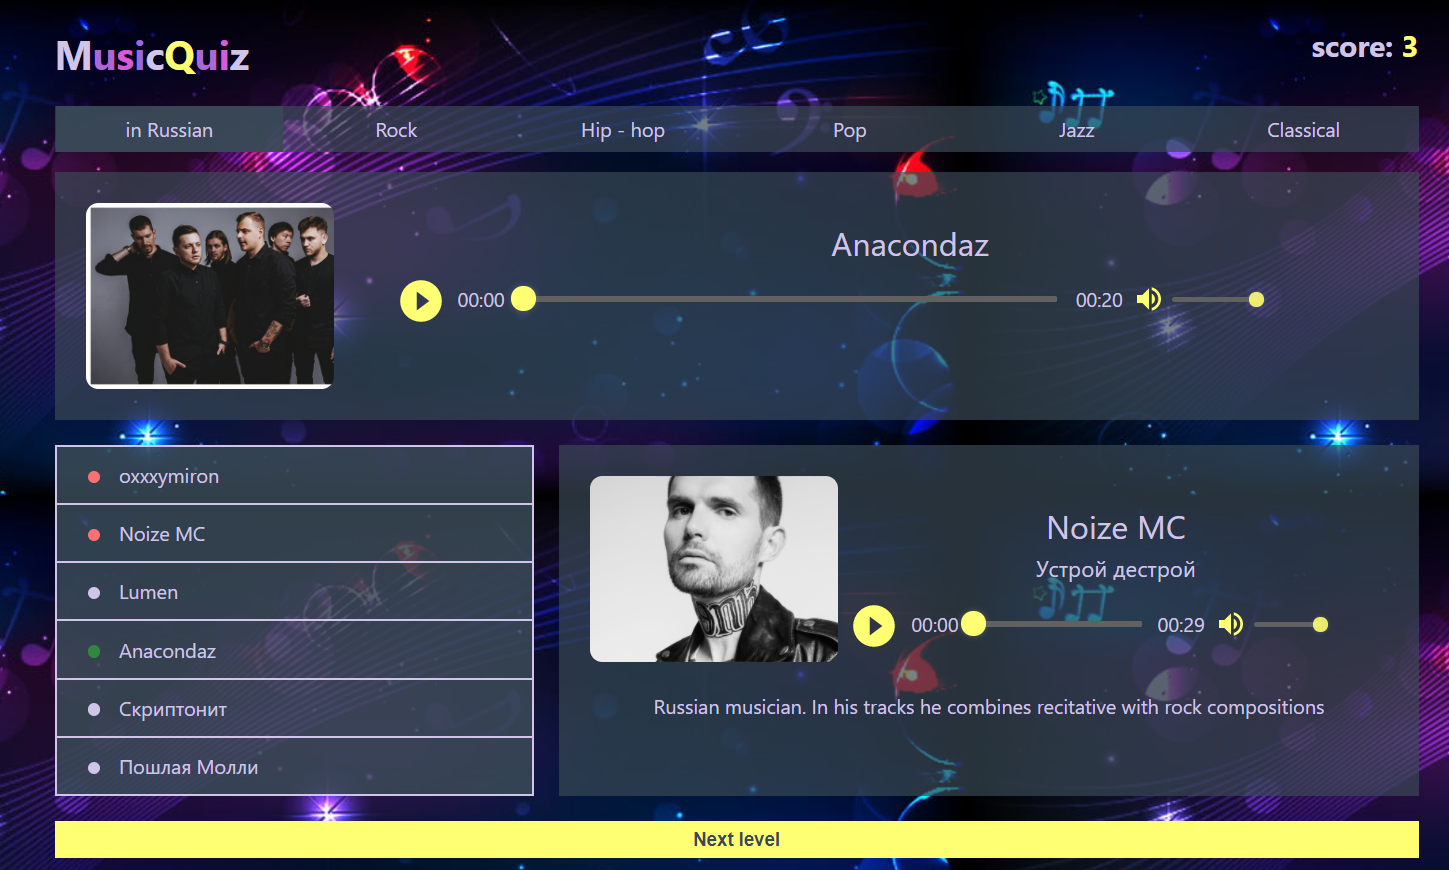 MusicQuiz
score: 3
in Russian
Rock
Hip - hop
Pop
Jazz
Classical
Anacondaz
00:00
00:20
oxxxymiron
Noize MC
Lumen
Anacondaz
Скриптонит
Пошлая Молли
Noize MC
Устрой дестрой
00:00
00:29
Russian musician. In his tracks he combines recitative with rock compositions
Next level